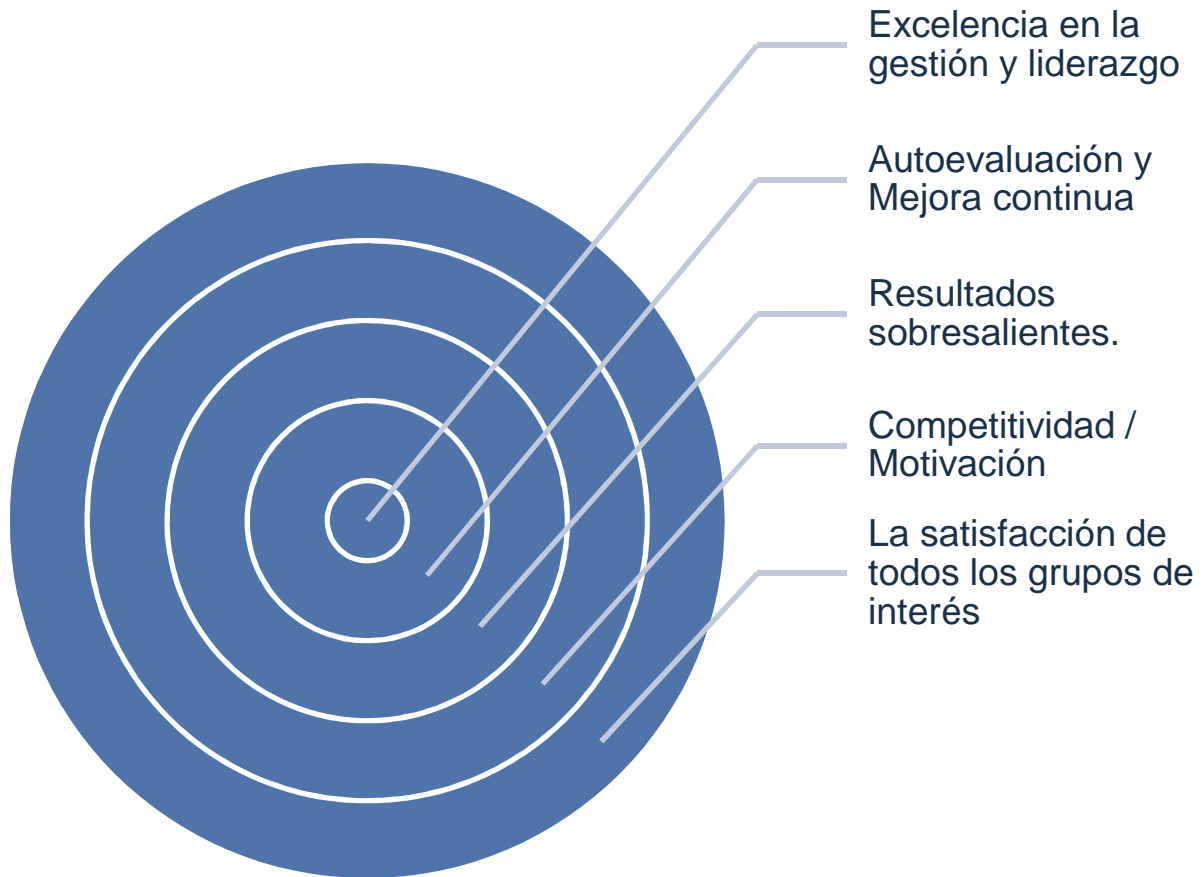 Excelencia en la
gestión y liderazgo
Autoevaluación y
Mejora continua
Resultados
sobresalientes.
Competitividad /
Motivación
La satisfacción de
todos los grupos de
interés